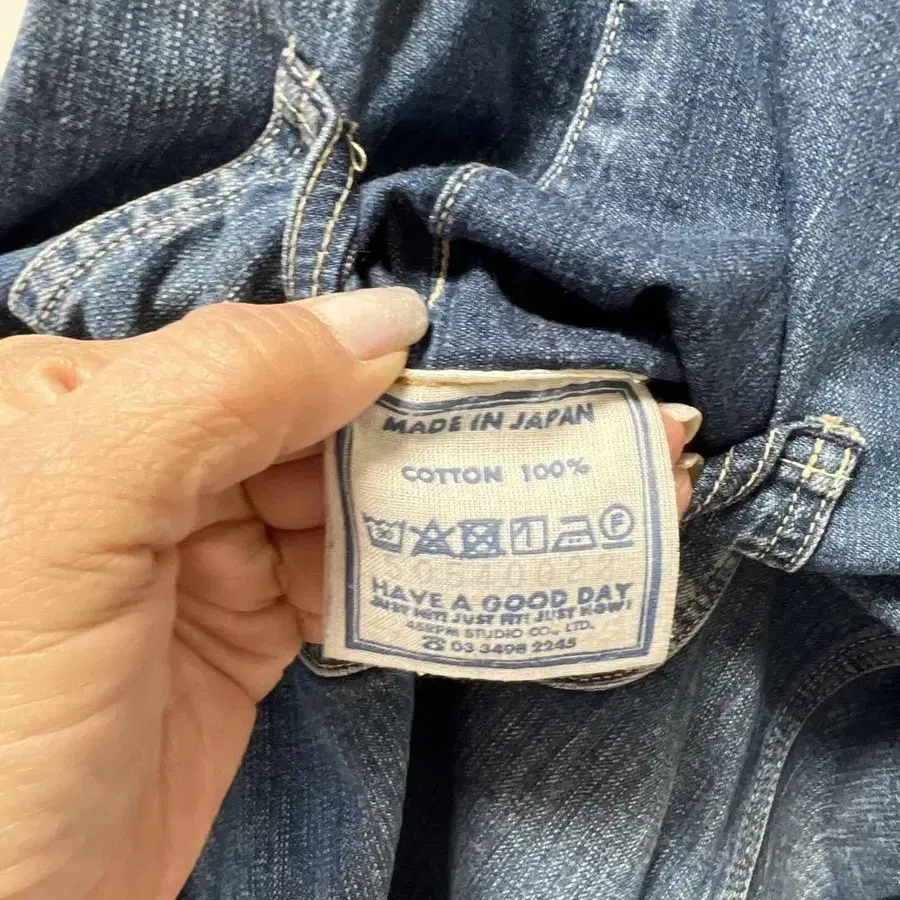 MADE IN JAPAN
COTTON 100%
HAVE A GOOD DAY
JUST HIT! JUST FIT! JUST NOW!
45RPM STUDIO CO., LTD.
☎ 03 3498 2245